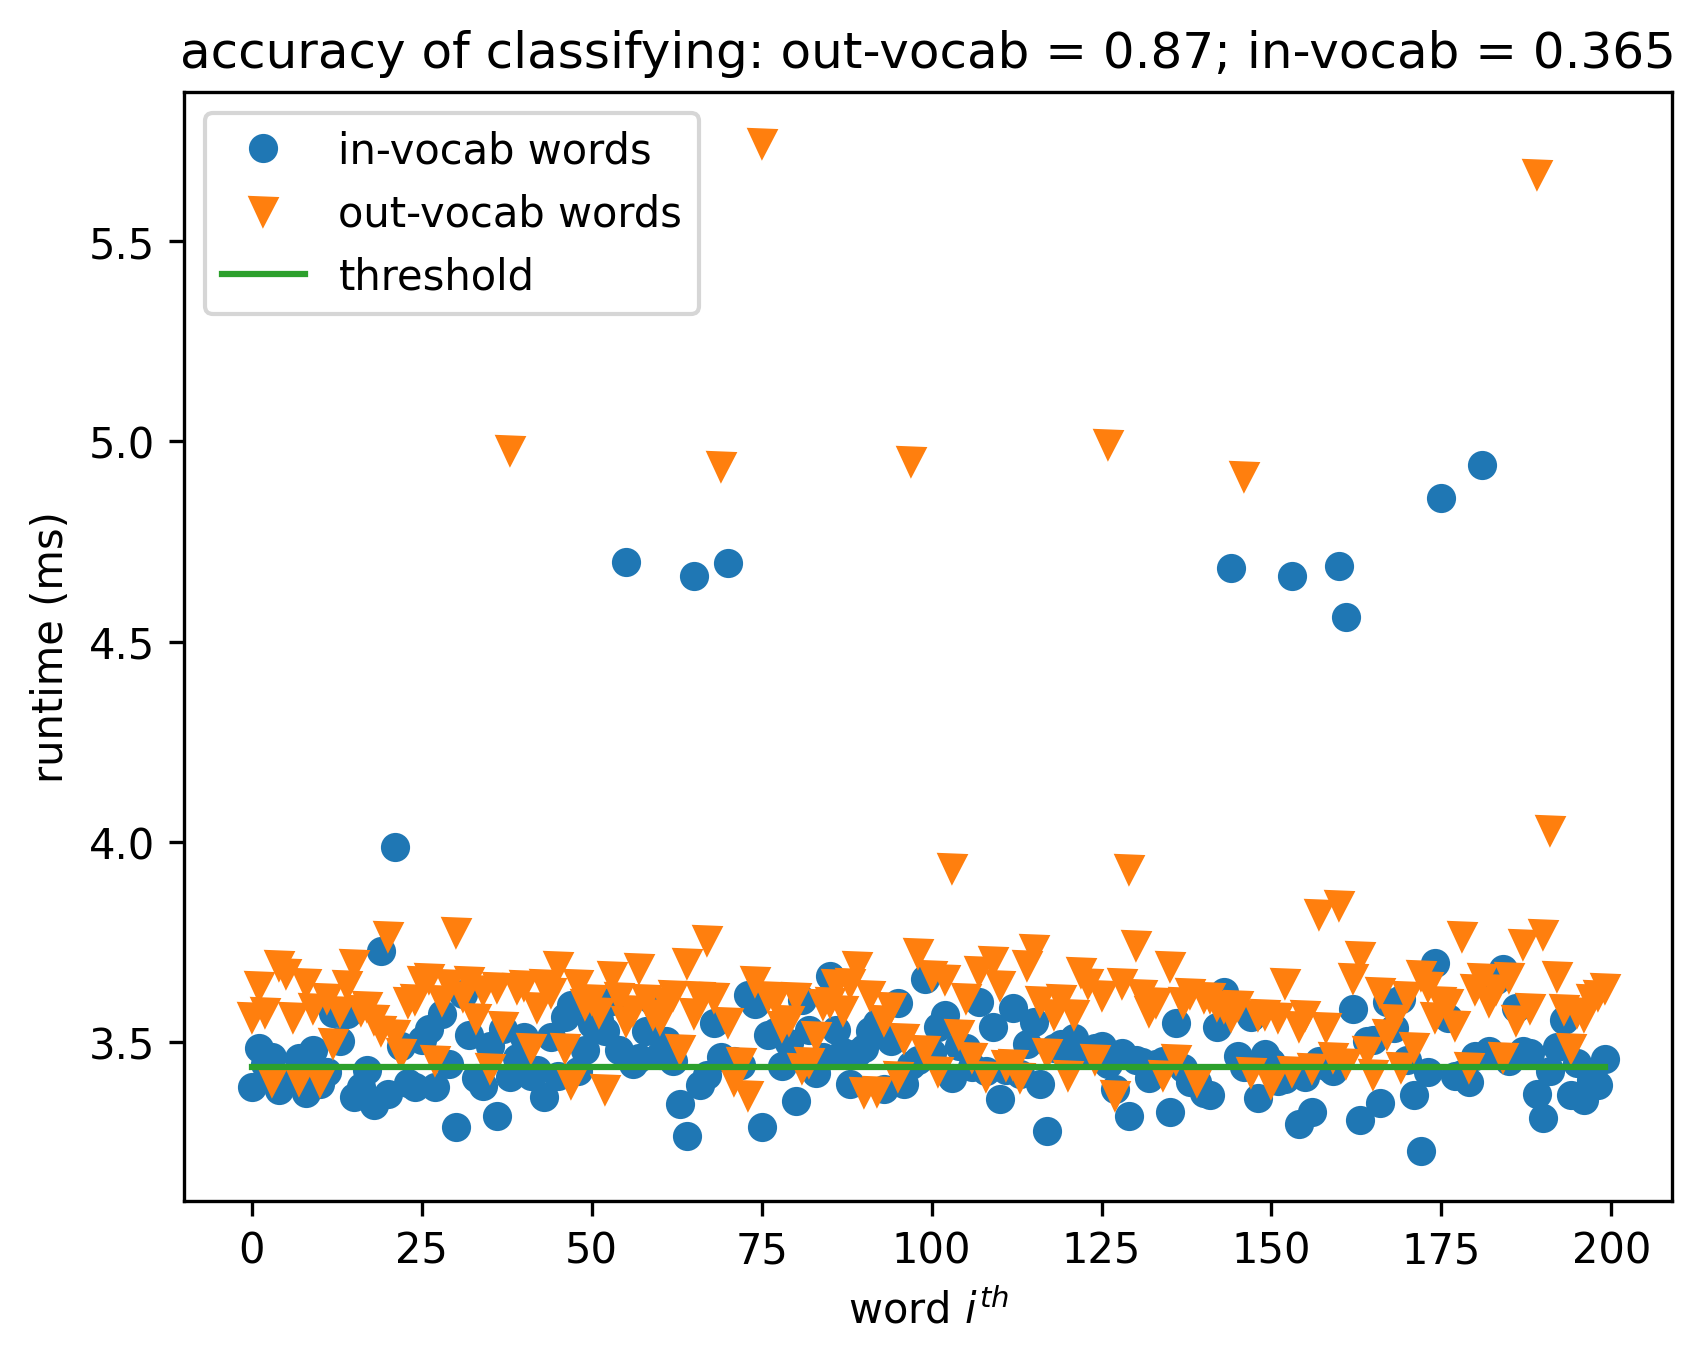 accuracy of classifying: out-vocab = 0.87; in-vocab = 0.365
in-vocab words
out-vocab words
threshold
runtime (ms)
5.5
5.0
4.5
4.0
3.5
0 25 50 75 100 125 150 175 200
word i^th